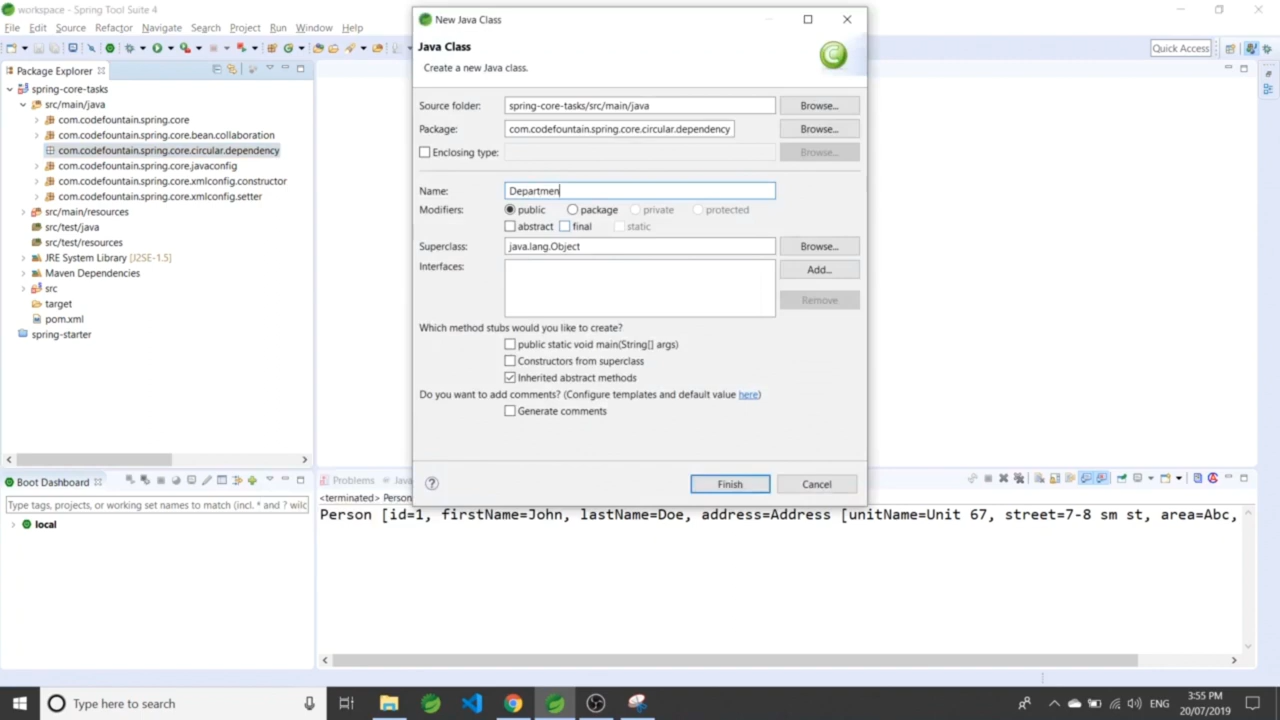 workspace - Spring Tool Suite 4
File Edit Source Refactor Navigate Search Project Run Window Help
Quick Access
Package Explorer
spring-core-tasks
src/main/java
com.codefountain.spring.core
com.codefountain.spring.core.bean.collaboration
com.codefountain.spring.core.circular.dependency
com.codefountain.spring.core.javaconfig
com.codefountain.spring.core.xmlconfig.constructor
com.codefountain.spring.core.xmlconfig.setter
src/main/resources
src/test/java
src/test/resources
JRE System Library [J2SE-1.5]
Maven Dependencies
src
target
pom.xml
spring-starter
New Java Class
Java Class
Create a new Java class.
Source folder: spring-core-tasks/src/main/java Browse...
Package: com.codefountain.spring.core.circular.dependency Browse...
Enclosing type: Browse...
Name: Departmen
Modifiers: public package private protected
abstract final static
Superclass: java.lang.Object Browse...
Interfaces: Add...
Remove
Which method stubs would you like to create?
public static void main(String[] args)
Constructors from superclass
Inherited abstract methods
Do you want to add comments? (Configure templates and default value here)
Generate comments
Finish Cancel
Boot Dashboard
Type tags, projects, or working set names to match (incl. * and ? wilc
local
Problems Java
<terminated> Person
Person [id=1, firstName=John, lastName=Doe, address=Address [unitName=Unit 67, street=7-8 sm st, area=Abc,
Type here to search
ENG
3:55 PM
20/07/2019